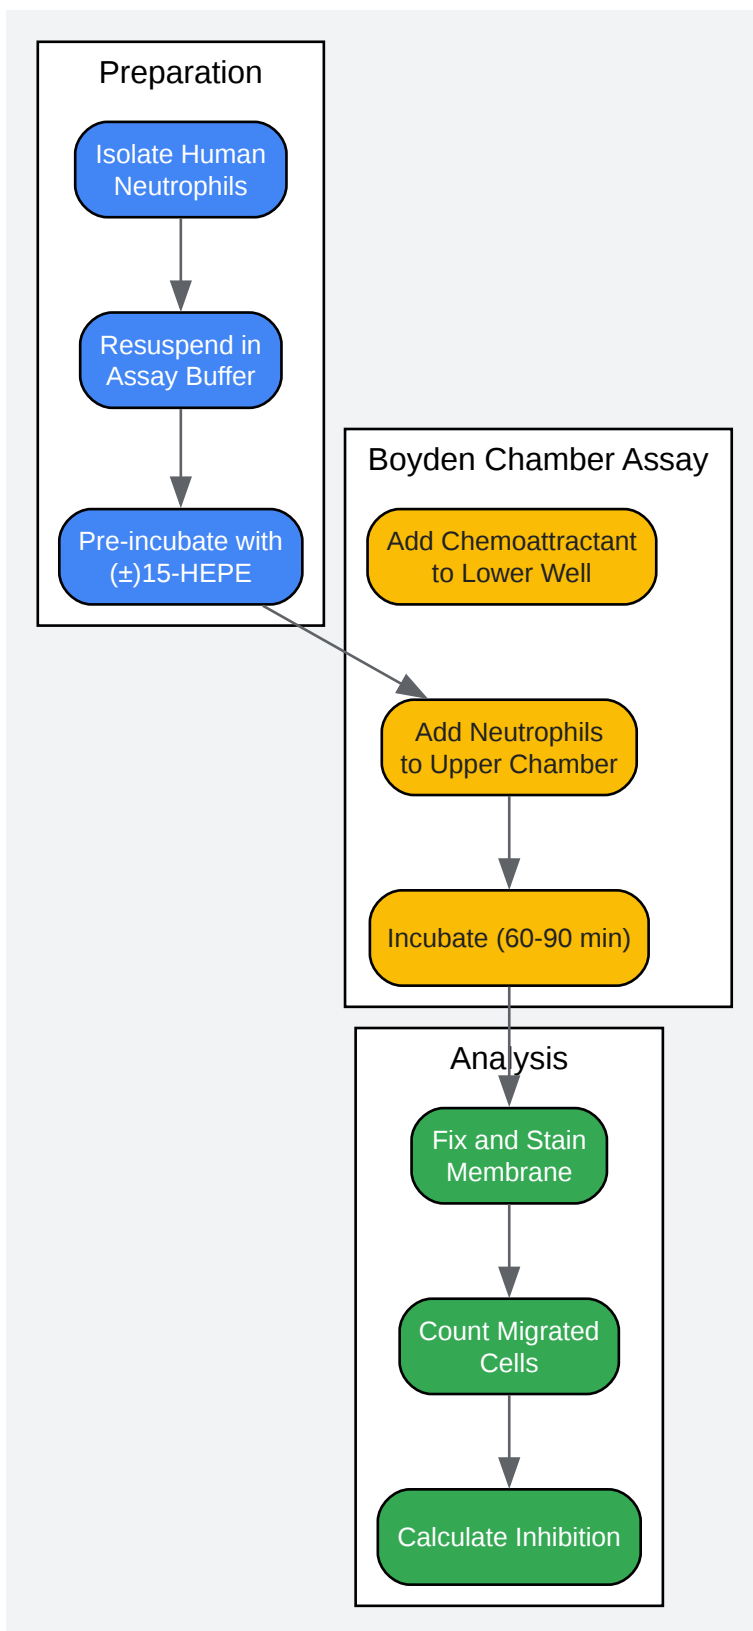 Preparation
Isolate Human
Neutrophils
Resuspend in
Assay Buffer
Pre-incubate with
(±)15-HEPE
Boyden Chamber Assay
Add Chemoattractant
to Lower Well
Add Neutrophils
to Upper Chamber
Incubate (60-90 min)
Analysis
Fix and Stain
Membrane
Count Migrated
Cells
Calculate Inhibition